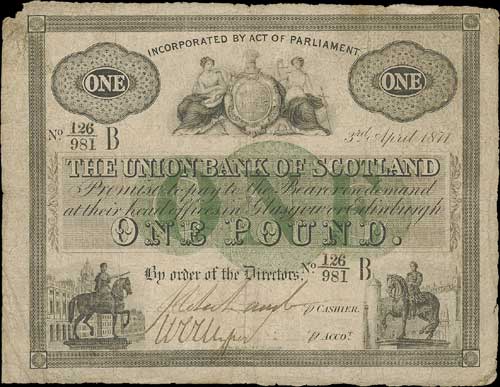 INCORPORATED BY ACT OF PARLIAMENT
ONE ONE
No 126/981 B 3rd April 1871
THE UNION BANK OF SCOTLAND
Promise to pay to the Bearer on demand
at their head offices in Glasgow or Edinburgh
ONE POUND.
By order of the Directors. No 126/981 B
p CASHIER.
p ACCOT.